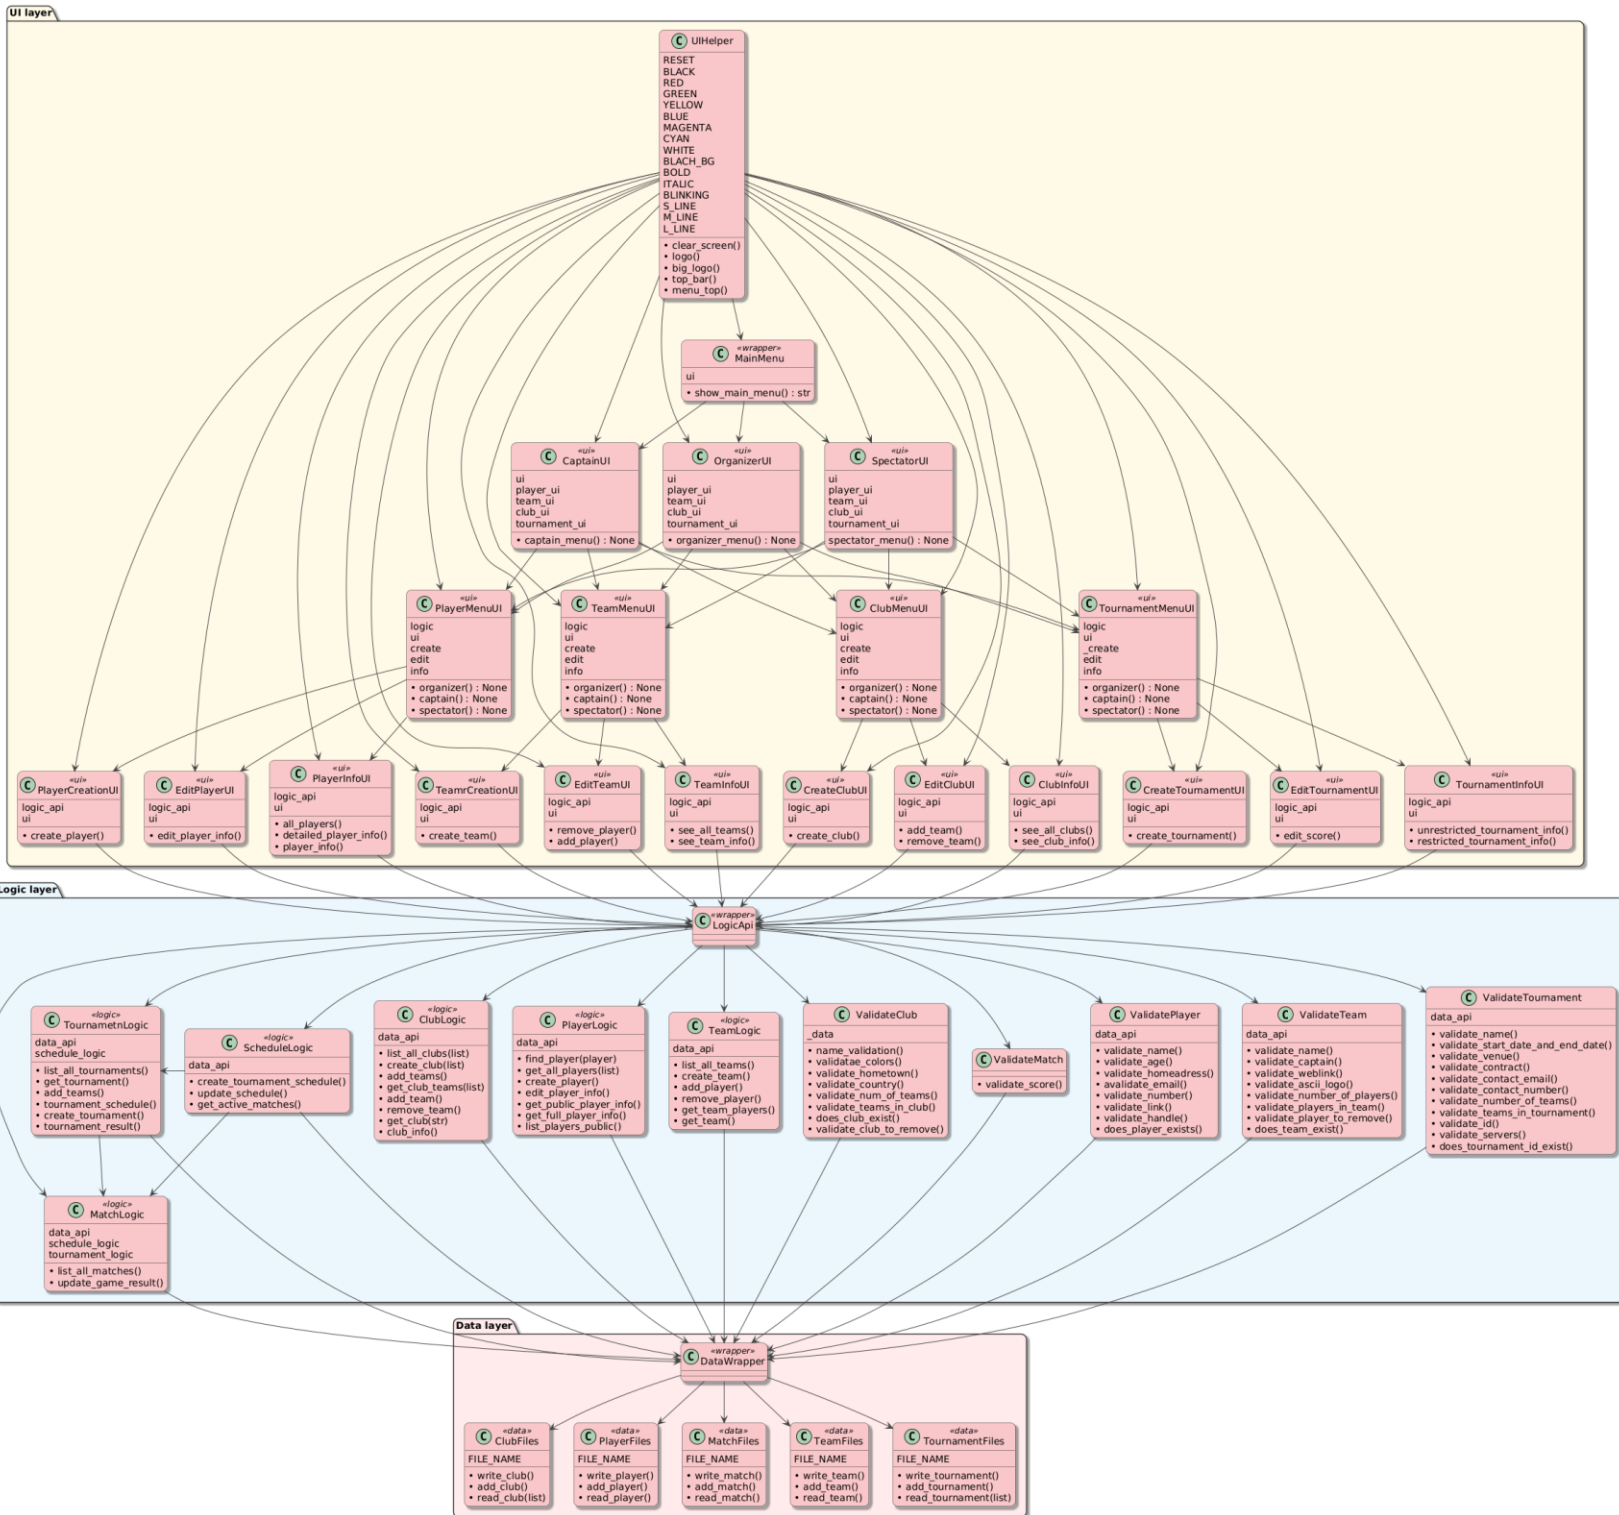 UI layer
C UIHelper
RESET
BLACK
RED
GREEN
YELLOW
BLUE
MAGENTA
CYAN
WHITE
BLACH_BG
BOLD
ITALIC
BLINKING
S_LINE
M_LINE
L_LINE
• clear_screen()
• logo()
• big_logo()
• top_bar()
• menu_top()
«wrapper»
C MainMenu
ui
• show_main_menu() : str
«ui»
C CaptainUI
ui
player_ui
team_ui
club_ui
tournament_ui
• captain_menu() : None
«ui»
C OrganizerUI
ui
player_ui
team_ui
club_ui
tournament_ui
• organizer_menu() : None
«ui»
C SpectatorUI
ui
player_ui
team_ui
club_ui
tournament_ui
spectator_menu() : None
«ui»
C PlayerMenuUI
logic
ui
create
edit
info
• organizer() : None
• captain() : None
• spectator() : None
«ui»
C TeamMenuUI
logic
ui
create
edit
info
• organizer() : None
• captain() : None
• spectator() : None
«ui»
C ClubMenuUI
logic
ui
create
edit
info
• organizer() : None
• captain() : None
• spectator() : None
«ui»
C TournamentMenuUI
logic
ui
_create
edit
info
• organizer() : None
• captain() : None
• spectator() : None
«ui»
C PlayerCreationUI
logic_api
ui
• create_player()
«ui»
C EditPlayerUI
logic_api
ui
• edit_player_info()
«ui»
C PlayerInfoUI
logic_api
ui
• all_players()
• detailed_player_info()
• player_info()
«ui»
C TeamrCreationUI
logic_api
ui
• create_team()
«ui»
C EditTeamUI
logic_api
ui
• remove_player()
• add_player()
«ui»
C TeamInfoUI
logic_api
ui
• see_all_teams()
• see_team_info()
«ui»
C CreateClubUI
logic_api
ui
• create_club()
«ui»
C EditClubUI
logic_api
ui
• add_team()
• remove_team()
«ui»
C ClubInfoUI
logic_api
ui
• see_all_clubs()
• see_club_info()
«ui»
C CreateTournamentUI
logic_api
ui
• create_tournament()
«ui»
C EditTournamentUI
logic_api
ui
• edit_score()
«ui»
C TournamentInfoUI
logic_api
ui
• unrestricted_tournament_info()
• restricted_tournament_info()
Logic layer
«wrapper»
C LogicApi
«logic»
C TournametnLogic
data_api
schedule_logic
• list_all_tournaments()
• get_tournament()
• add_teams()
• tournament_schedule()
• create_tournament()
• tournament_result()
«logic»
C ScheduleLogic
data_api
• create_tournament_schedule()
• update_schedule()
• get_active_matches()
«logic»
C ClubLogic
data_api
• list_all_clubs(list)
• create_club(list)
• add_teams()
• get_club_teams(list)
• add_team()
• remove_team()
• get_club(str)
• club_info()
«logic»
C PlayerLogic
data_api
• find_player(player)
• get_all_players(list)
• create_player()
• edit_player_info()
• get_public_player_info()
• get_full_player_info()
• list_players_public()
«logic»
C TeamLogic
data_api
• list_all_teams()
• create_team()
• add_player()
• remove_player()
• get_team_players()
• get_team()
C ValidateClub
_data
• name_validation()
• validatae_colors()
• validate_hometown()
• validate_country()
• validate_num_of_teams()
• validate_teams_in_club()
• does_club_exist()
• validate_club_to_remove()
C ValidateMatch
• validate_score()
C ValidatePlayer
data_api
• validate_name()
• validate_age()
• validate_homeadress()
• avalidate_email()
• validate_number()
• validate_link()
• validate_handle()
• does_player_exists()
C ValidateTeam
data_api
• validate_name()
• validate_captain()
• validate_weblink()
• validate_ascii_logo()
• validate_number_of_players()
• validate_players_in_team()
• validate_player_to_remove()
• does_team_exist()
C ValidateTournament
data_api
• validate_name()
• validate_start_date_and_end_date()
• validate_venue()
• validate_contract()
• validate_contact_email()
• validate_contact_number()
• validate_number_of_teams()
• validate_teams_in_tournament()
• validate_id()
• validate_servers()
• does_tournament_id_exist()
«logic»
C MatchLogic
data_api
schedule_logic
tournament_logic
• list_all_matches()
• update_game_result()
Data layer
«wrapper»
C DataWrapper
«data»
C ClubFiles
FILE_NAME
• write_club()
• add_club()
• read_club(list)
«data»
C PlayerFiles
FILE_NAME
• write_player()
• add_player()
• read_player()
«data»
C MatchFiles
FILE_NAME
• write_match()
• add_match()
• read_match()
«data»
C TeamFiles
FILE_NAME
• write_team()
• add_team()
• read_team()
«data»
C TournamentFiles
FILE_NAME
• write_tournament()
• add_tournament()
• read_tournament(list)